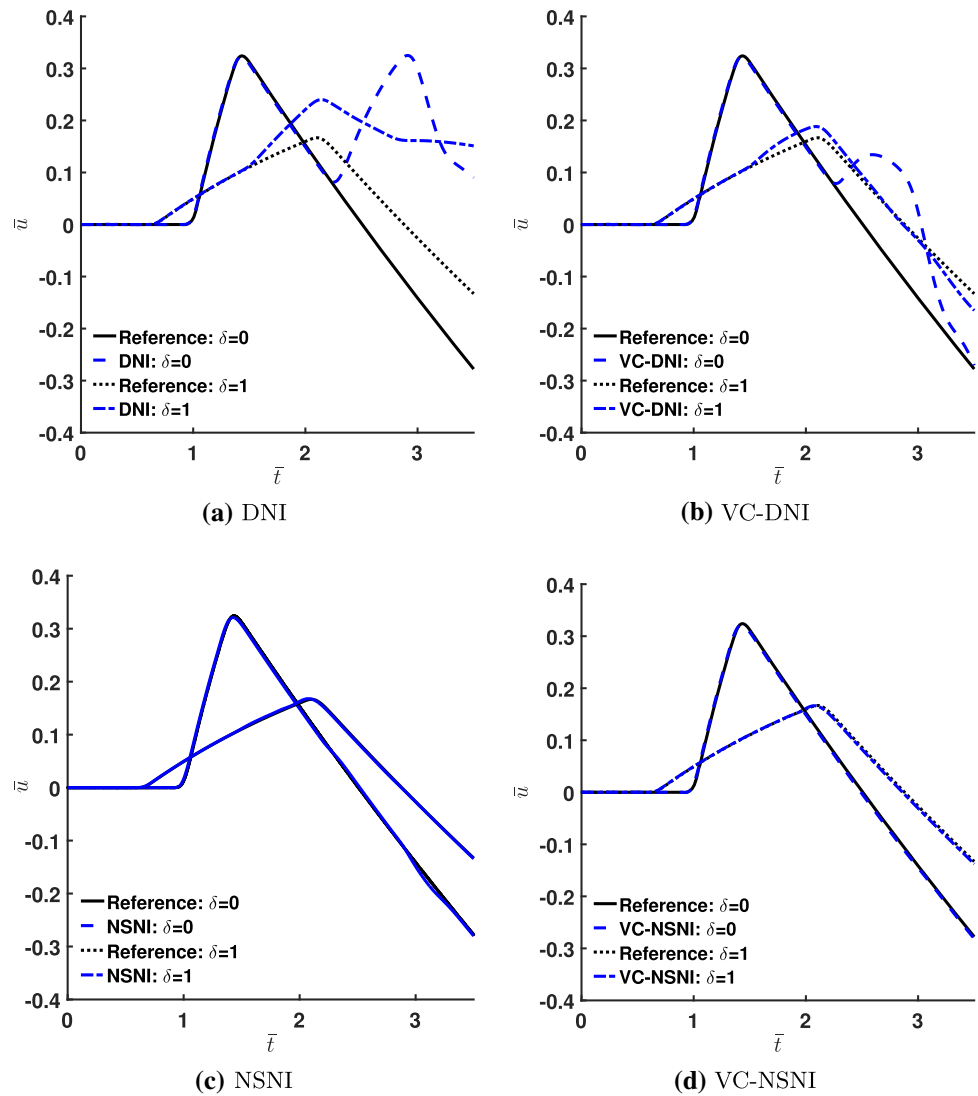 0.4
0.3
0.2
0.1
0
-0.1
-0.2
-0.3
-0.4
ū
Reference: δ=0
DNI: δ=0
Reference: δ=1
DNI: δ=1
0 1 2 3
t̄
(a) DNI
0.4
0.3
0.2
0.1
0
-0.1
-0.2
-0.3
-0.4
ū
Reference: δ=0
VC-DNI: δ=0
Reference: δ=1
VC-DNI: δ=1
0 1 2 3
t̄
(b) VC-DNI
0.4
0.3
0.2
0.1
0
-0.1
-0.2
-0.3
-0.4
ū
Reference: δ=0
NSNI: δ=0
Reference: δ=1
NSNI: δ=1
0 1 2 3
t̄
(c) NSNI
0.4
0.3
0.2
0.1
0
-0.1
-0.2
-0.3
-0.4
ū
Reference: δ=0
VC-NSNI: δ=0
Reference: δ=1
VC-NSNI: δ=1
0 1 2 3
t̄
(d) VC-NSNI